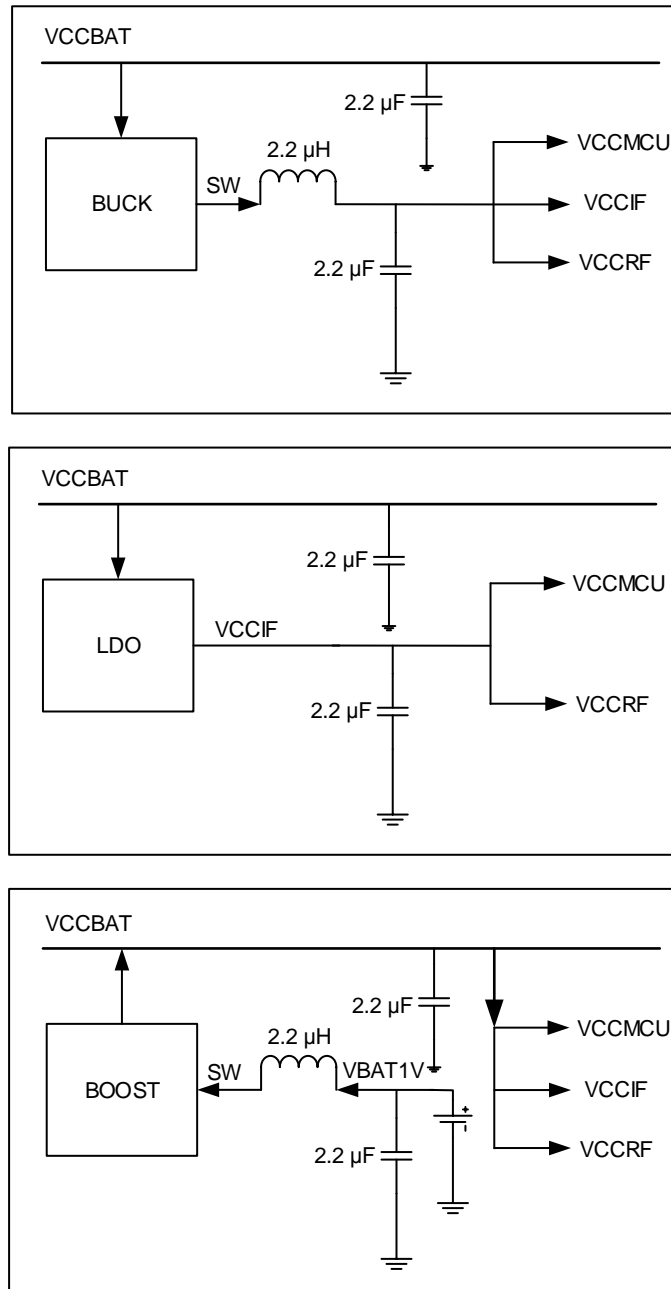 VCCBAT
2.2 µF
2.2 µH
VCCMCU
SW
BUCK
VCCIF
2.2 µF
VCCRF
VCCBAT
2.2 µF
VCCMCU
LDO
VCCIF
2.2 µF
VCCRF
VCCBAT
2.2 µF
2.2 µH
VCCMCU
SW
VBAT1V
BOOST
VCCIF
+
-
2.2 µF
VCCRF